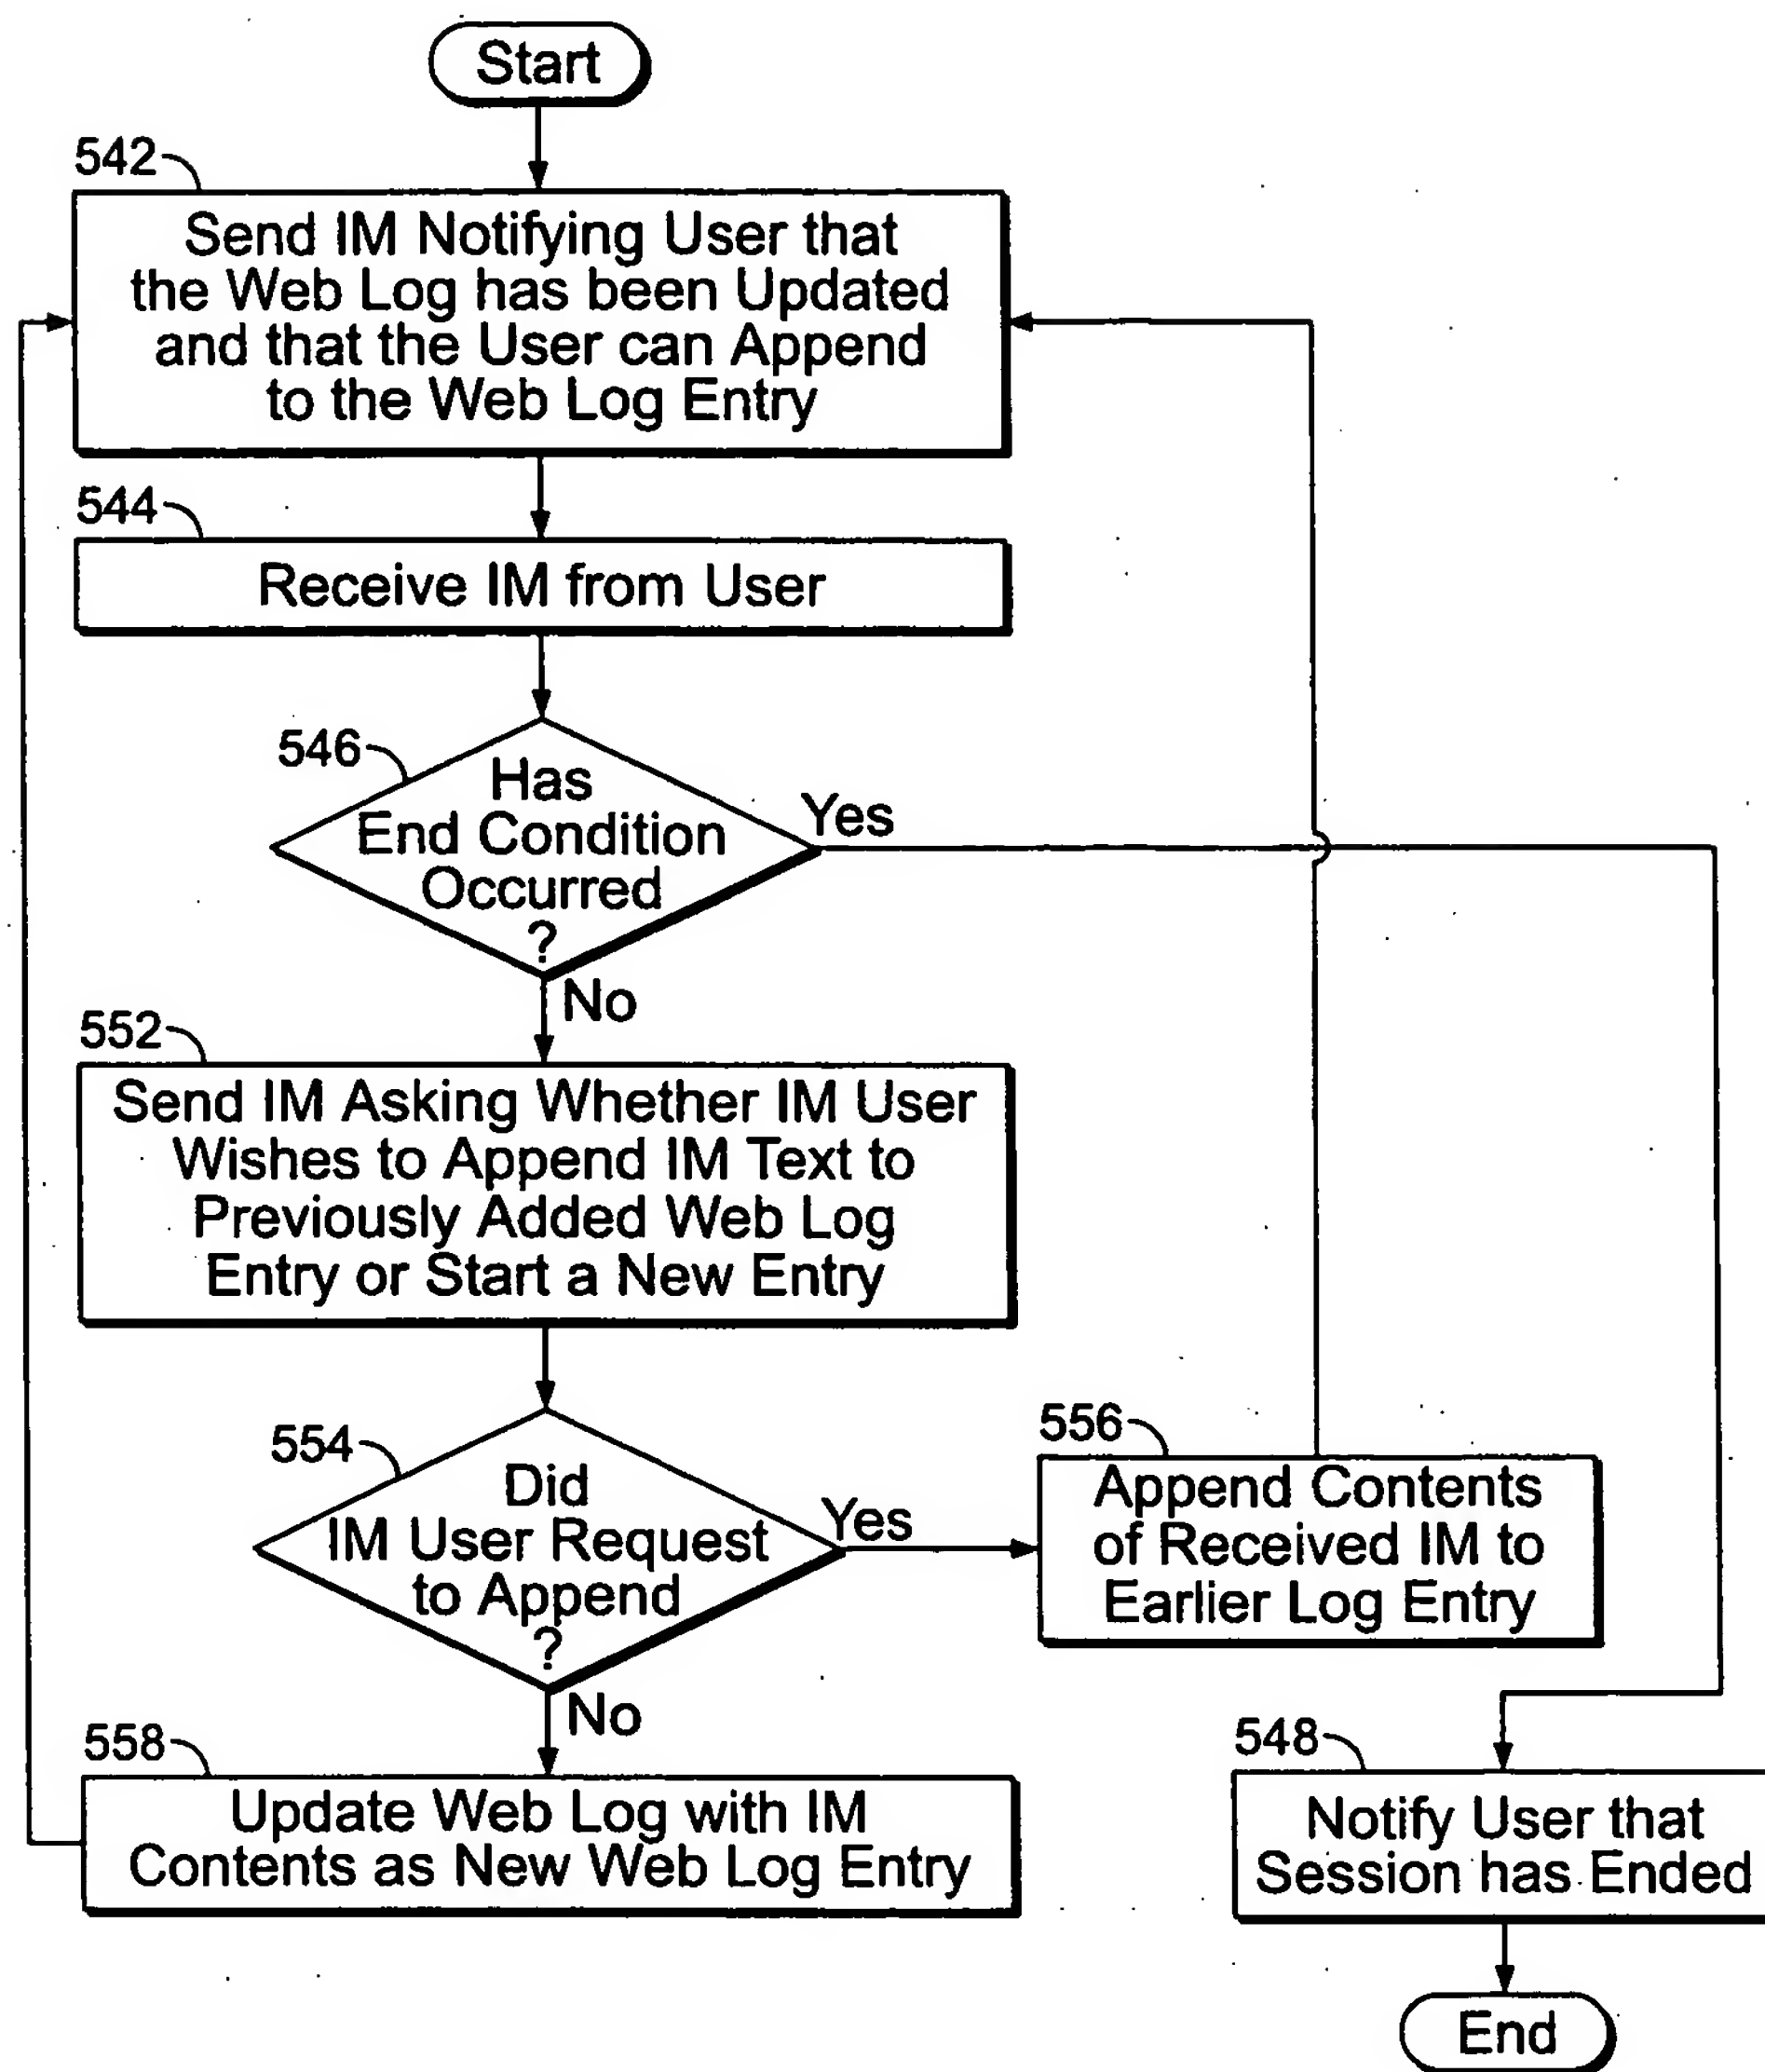 Start
542
Send IM Notifying User that
the Web Log has been Updated
and that the User can Append
to the Web Log Entry
544
Receive IM from User
546
Has
End Condition
Occurred
?
Yes
No
552
Send IM Asking Whether IM User
Wishes to Append IM Text to
Previously Added Web Log
Entry or Start a New Entry
554
Did
IM User Request
to Append
?
Yes
556
Append Contents
of Received IM to
Earlier Log Entry
No
558
Update Web Log with IM
Contents as New Web Log Entry
548
Notify User that
Session has Ended
End